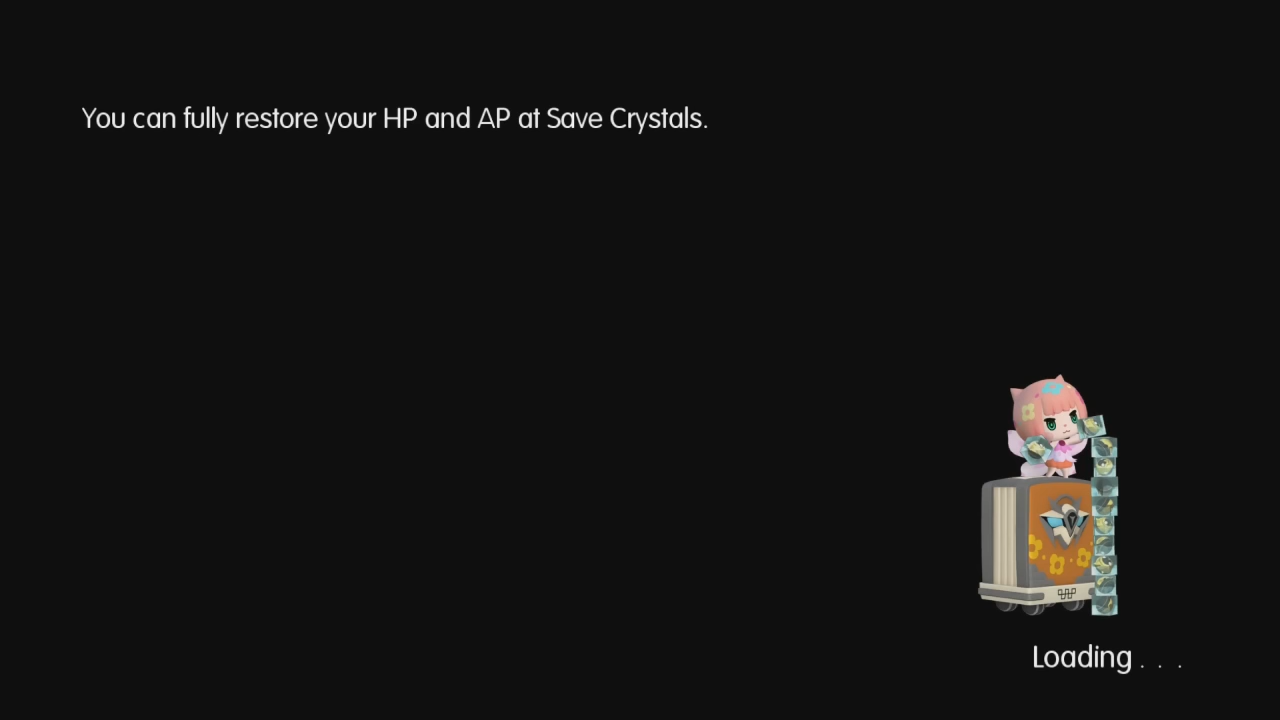 You can fully restore your HP and AP at Save Crystals.
Loading . . .